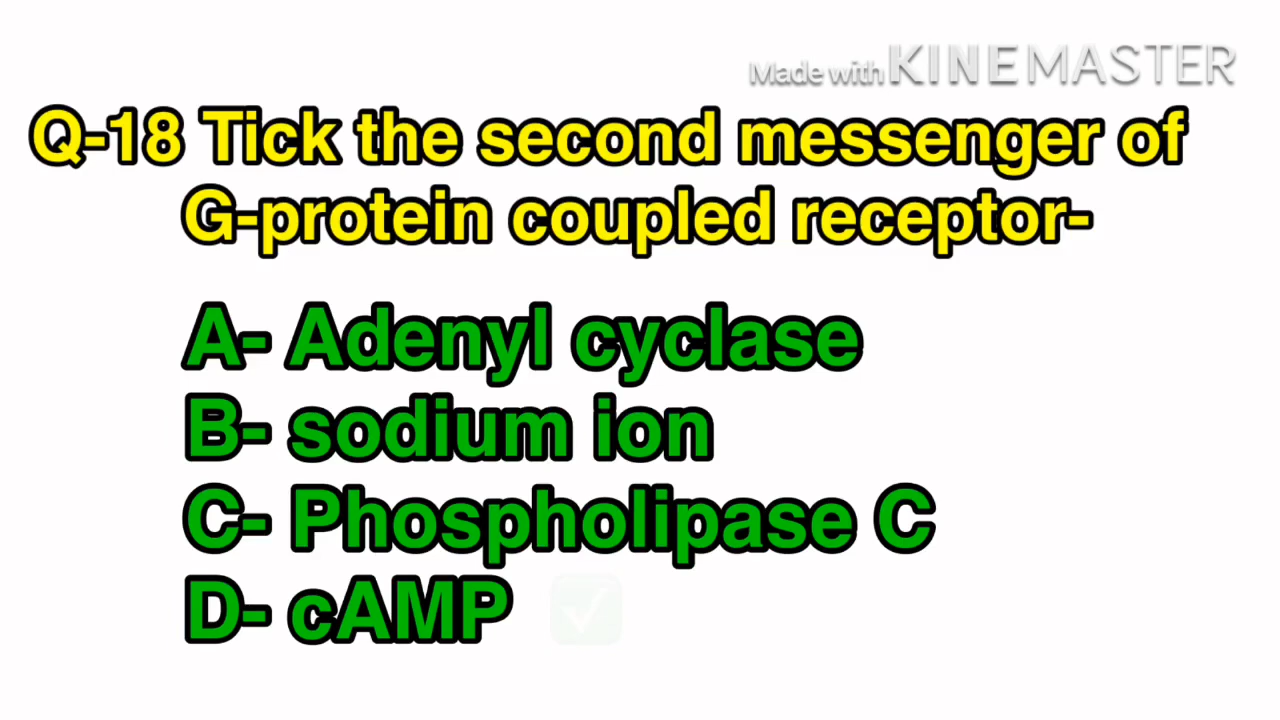 Made with KINEMASTER
Q-18 Tick the second messenger of
G-protein coupled receptor-
A- Adenyl cyclase
B- sodium ion
C- Phospholipase C
D- cAMP